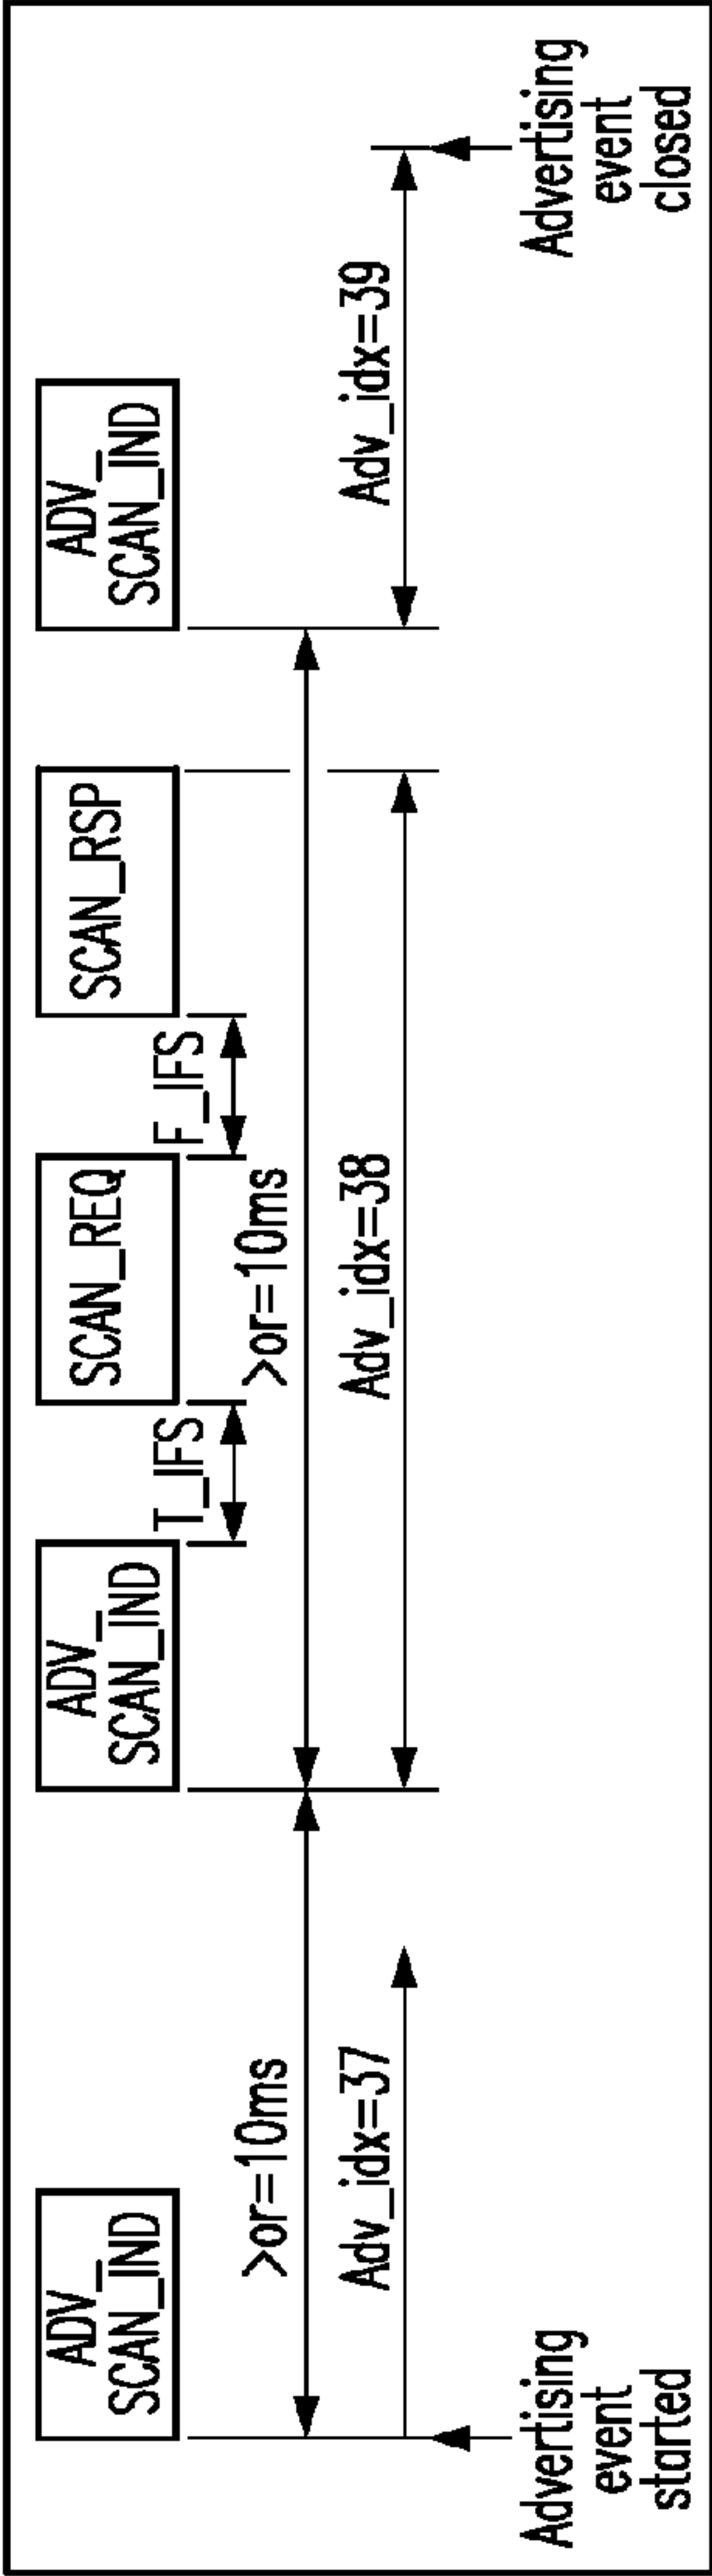 ADV_
SCAN_IND
ADV_
SCAN_IND
SCAN_REQ
SCAN_RSP
ADV_
SCAN_IND
T_IFS
F_IFS
>or=10ms
>or=10ms
Adv_idx=37
Adv_idx=38
Adv_idx=39
Advertising
event
started
Advertising
event
closed